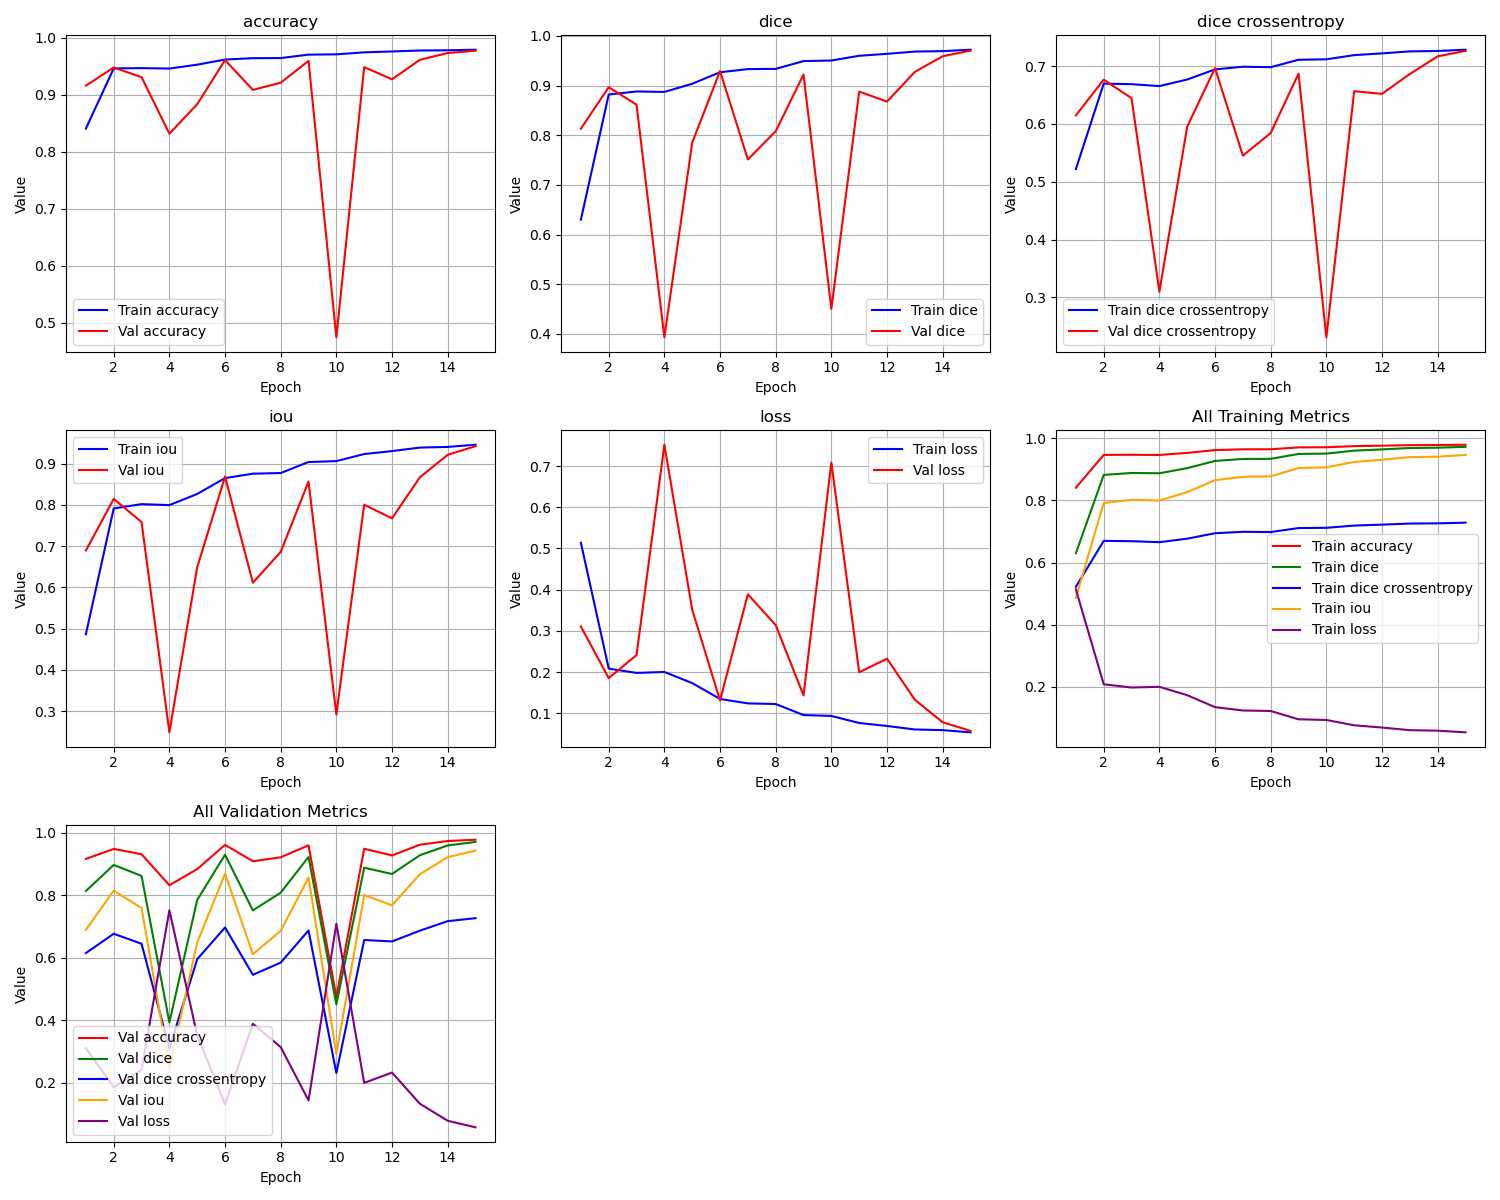 accuracy
Value
1.0
0.9
0.8
0.7
0.6
0.5
Train accuracy
Val accuracy
2 4 6 8 10 12 14
Epoch
dice
Value
1.0
0.9
0.8
0.7
0.6
0.5
0.4
Train dice
Val dice
2 4 6 8 10 12 14
Epoch
dice crossentropy
Value
0.7
0.6
0.5
0.4
0.3
Train dice crossentropy
Val dice crossentropy
2 4 6 8 10 12 14
Epoch
iou
Value
Train iou
Val iou
0.9
0.8
0.7
0.6
0.5
0.4
0.3
2 4 6 8 10 12 14
Epoch
loss
Value
Train loss
Val loss
0.7
0.6
0.5
0.4
0.3
0.2
0.1
2 4 6 8 10 12 14
Epoch
All Training Metrics
Value
1.0
0.8
0.6
0.4
0.2
Train accuracy
Train dice
Train dice crossentropy
Train iou
Train loss
2 4 6 8 10 12 14
Epoch
All Validation Metrics
Value
1.0
0.8
0.6
0.4
0.2
Val accuracy
Val dice
Val dice crossentropy
Val iou
Val loss
2 4 6 8 10 12 14
Epoch